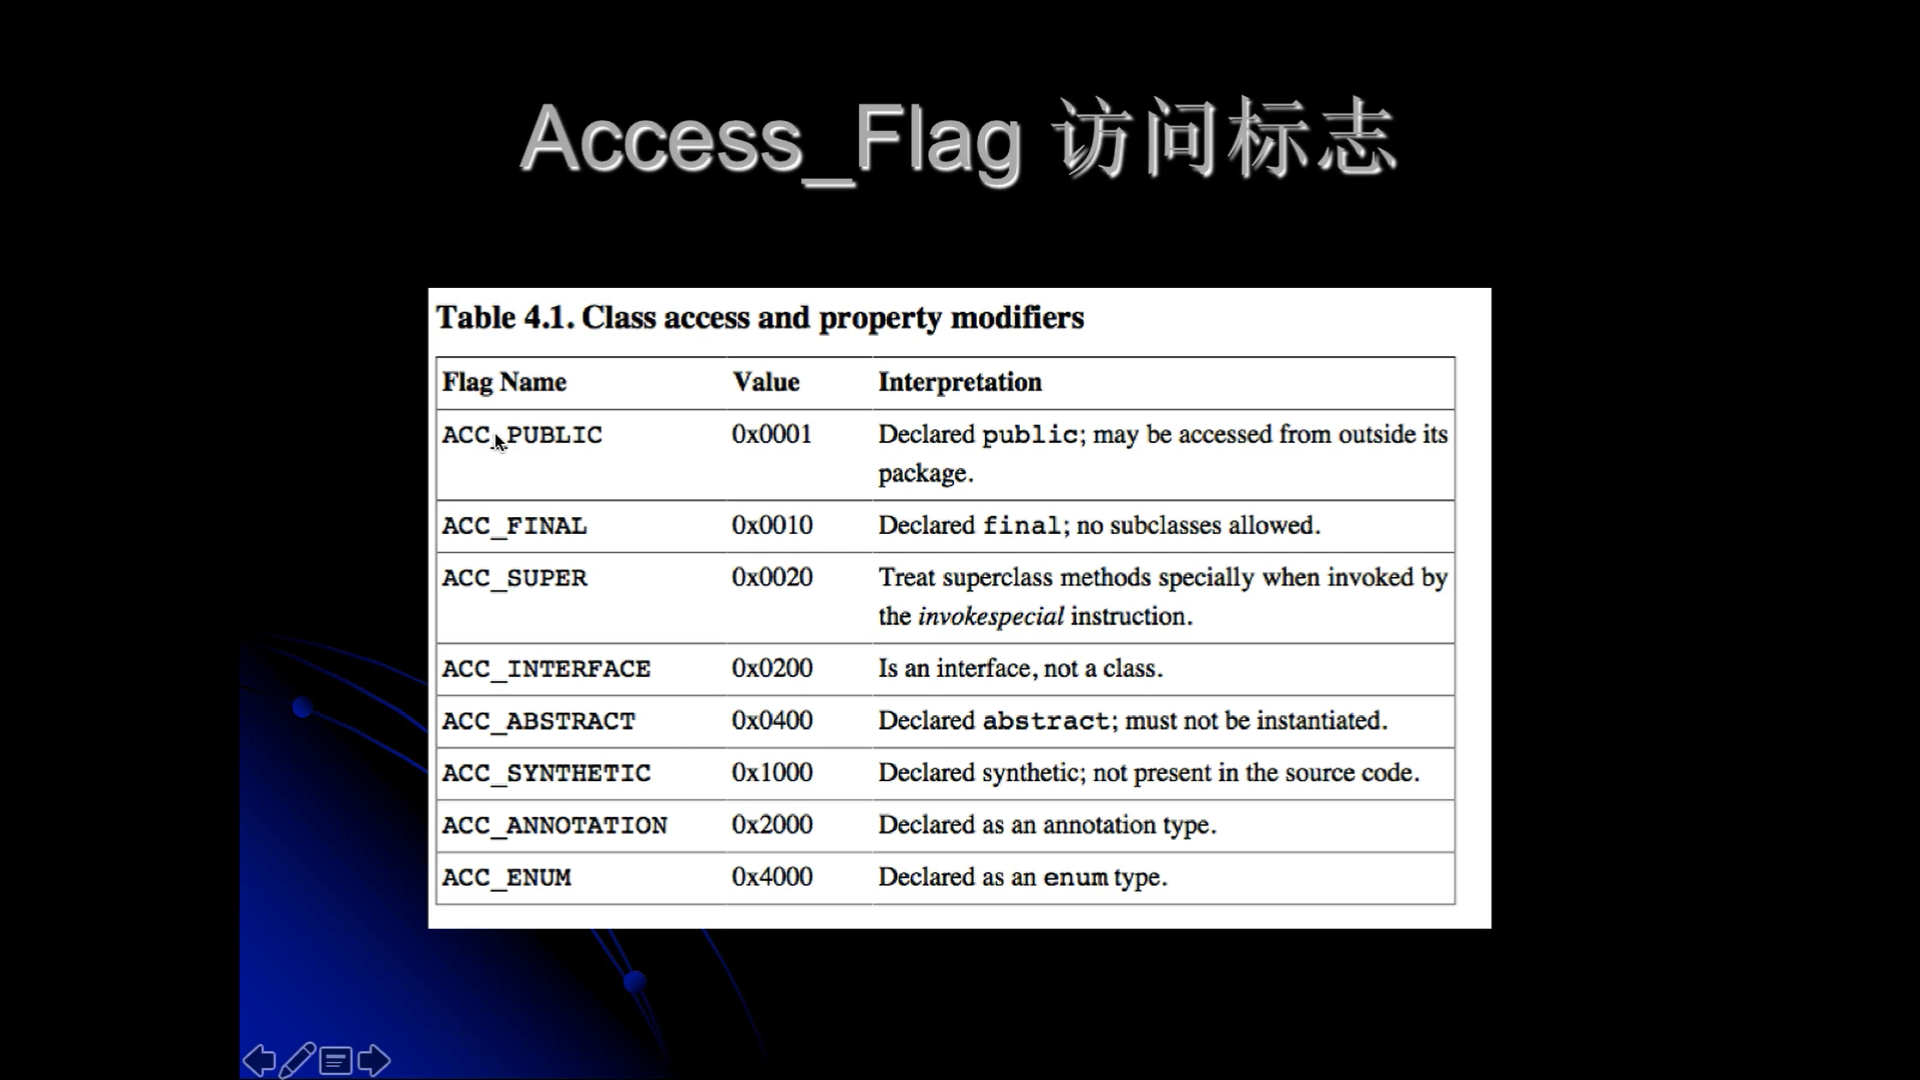 Access_Flag 访问标志
Table 4.1. Class access and property modifiers
Flag Name Value Interpretation
ACC_PUBLIC 0x0001 Declared public; may be accessed from outside its
package.
ACC_FINAL 0x0010 Declared final; no subclasses allowed.
ACC_SUPER 0x0020 Treat superclass methods specially when invoked by
the invokespecial instruction.
ACC_INTERFACE 0x0200 Is an interface, not a class.
ACC_ABSTRACT 0x0400 Declared abstract; must not be instantiated.
ACC_SYNTHETIC 0x1000 Declared synthetic; not present in the source code.
ACC_ANNOTATION 0x2000 Declared as an annotation type.
ACC_ENUM 0x4000 Declared as an enum type.